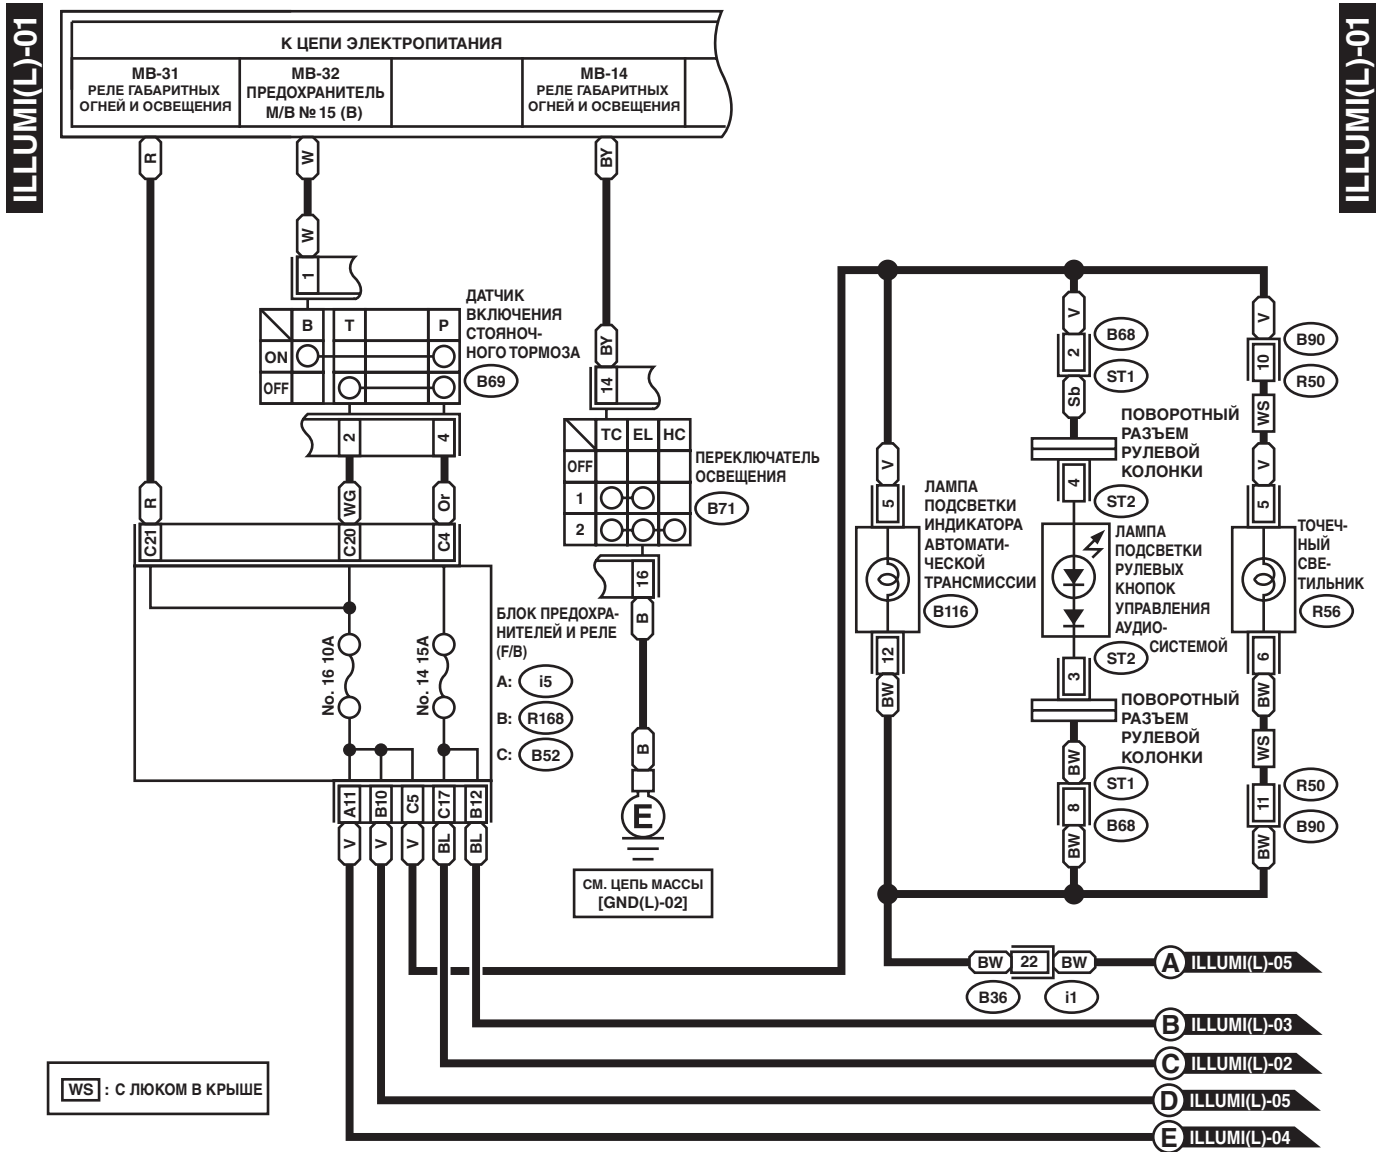 ILLUMI(L)-01
ILLUMI(L)-01
К ЦЕПИ ЭЛЕКТРОПИТАНИЯ
MB-31
РЕЛЕ ГАБАРИТНЫХ
ОГНЕЙ И ОСВЕЩЕНИЯ
MB-32
ПРЕДОХРАНИТЕЛЬ
М/В № 15 (В)
MB-14
РЕЛЕ ГАБАРИТНЫХ
ОГНЕЙ И ОСВЕЩЕНИЯ
R
W
BY
W
1
ДАТЧИК
ВКЛЮЧЕНИЯ
СТОЯНОЧ-
НОГО ТОРМОЗА
B69
B T P
ON
OFF
2
4
R
WG
Or
C21
C20
C4
BY
14
TC EL HC
OFF
1
2
ПЕРЕКЛЮЧАТЕЛЬ
ОСВЕЩЕНИЯ
B71
16
B
B
E
СМ. ЦЕПЬ МАССЫ
[GND(L)-02]
No. 16 10A
No. 14 15A
БЛОК ПРЕДОХРА-
НИТЕЛЕЙ И РЕЛЕ
(F/B)
A: i5
B: R168
C: B52
A11
B10
C5
C17
B12
V
V
V
BL
BL
V
5
ЛАМПА
ПОДСВЕТКИ
ИНДИКАТОРА
АВТОМАТИ-
ЧЕСКОЙ
ТРАНСМИССИИ
B116
12
BW
V
2
B68
ST1
Sb
ПОВОРОТНЫЙ
РАЗЪЕМ
РУЛЕВОЙ
КОЛОНКИ
4
ST2
ЛАМПА
ПОДСВЕТКИ
РУЛЕВЫХ
КНОПОК
УПРАВЛЕНИЯ
АУДИО-
СИСТЕМОЙ
ST2
3
ПОВОРОТНЫЙ
РАЗЪЕМ
РУЛЕВОЙ
КОЛОНКИ
BW
ST1
8
B68
BW
V
10
B90
R50
WS
V
5
ТОЧЕЧ-
НЫЙ
СВЕ-
ТИЛЬНИК
R56
6
BW
WS
11
R50
B90
BW
BW 22 BW
B36 i1
A ILLUMI(L)-05
B ILLUMI(L)-03
C ILLUMI(L)-02
D ILLUMI(L)-05
E ILLUMI(L)-04
WS : С ЛЮКОМ В КРЫШЕ